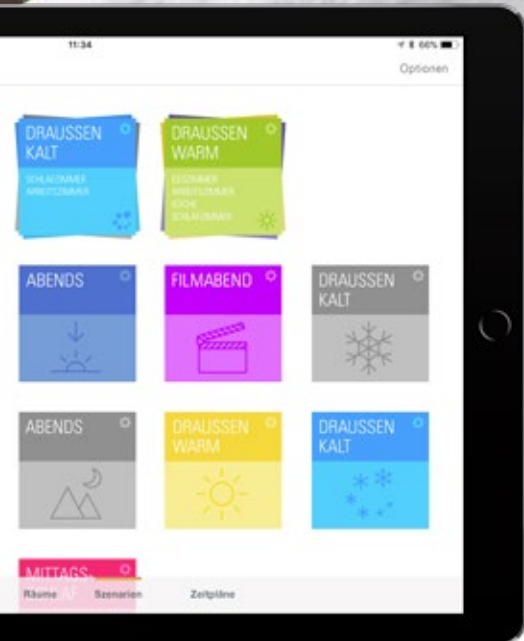 11:34
66%
Optionen
DRAUSSEN
KALT
SCHLAFZIMMER
ARBEITSZIMMER
DRAUSSEN
WARM
ESSZIMMER
ARBEITSZIMMER
KÜCHE
SCHLAFZIMMER
ABENDS
FILMABEND
DRAUSSEN
KALT
ABENDS
DRAUSSEN
WARM
DRAUSSEN
KALT
MITTAGS-
SCHLAF
Räume
Szenarien
Zeitpläne